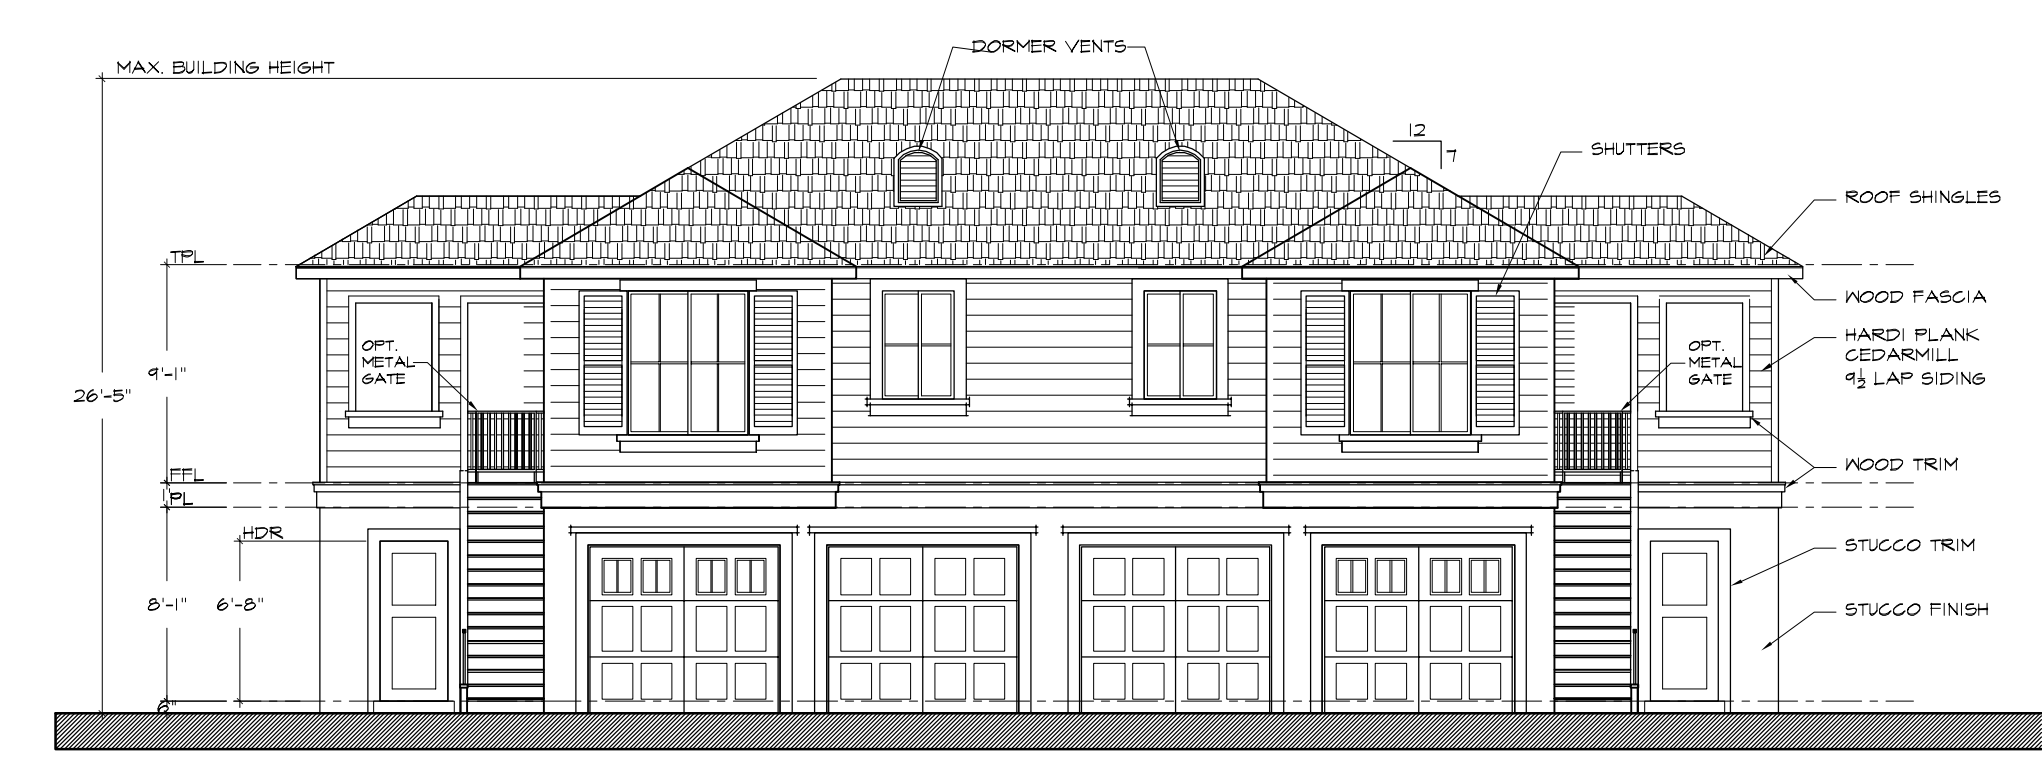 DORMER VENTS
MAX. BUILDING HEIGHT
12
7
SHUTTERS
ROOF SHINGLES
TPL
WOOD FASCIA
HARDI PLANK
CEDARMILL
9½ LAP SIDING
OPT.
METAL
GATE
OPT.
METAL
GATE
9'-1"
26'-5"
WOOD TRIM
FFL
1'
PL
HDR
STUCCO TRIM
8'-1"
6'-8"
STUCCO FINISH
6"